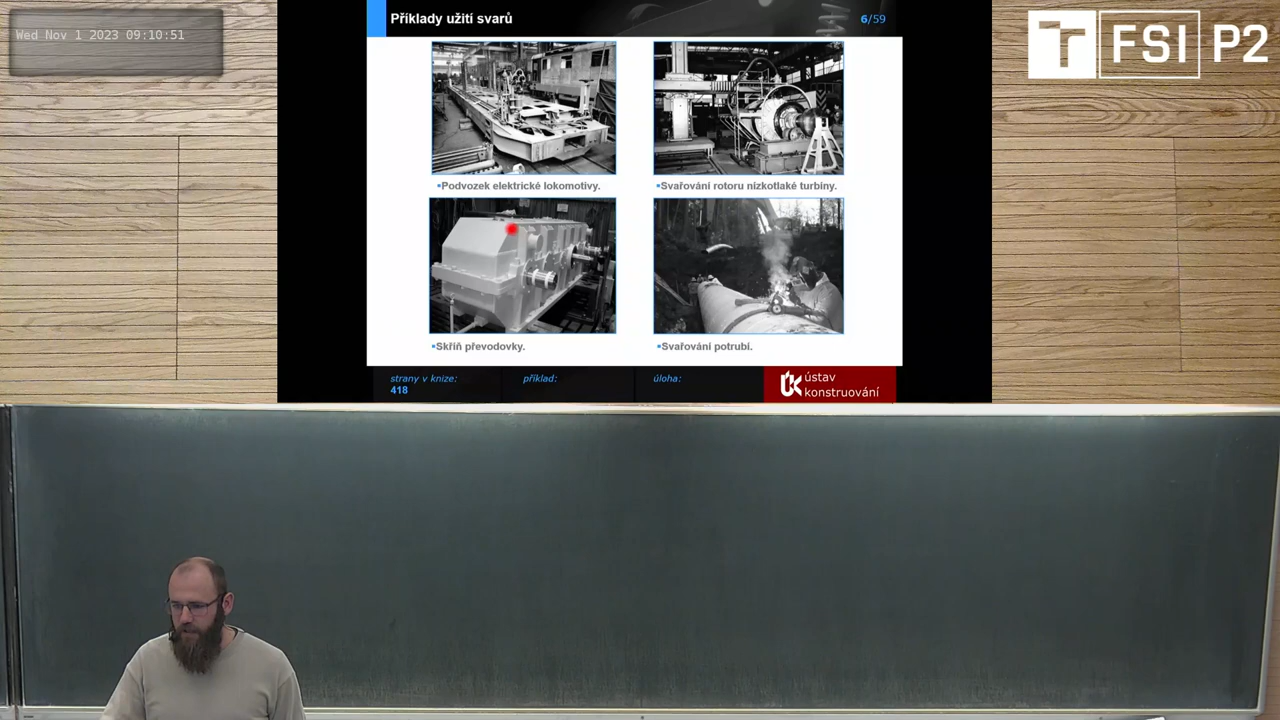 Wed Nov 1 2023 09:10:51
Příklady užití svarů
6/59
T FSI P2
Podvozek elektrické lokomotivy.
Svařování rotoru nízkotlaké turbíny.
Skříň převodovky.
Svařování potrubí.
strany v knize:
418
příklad:
úloha:
ústav
konstruování